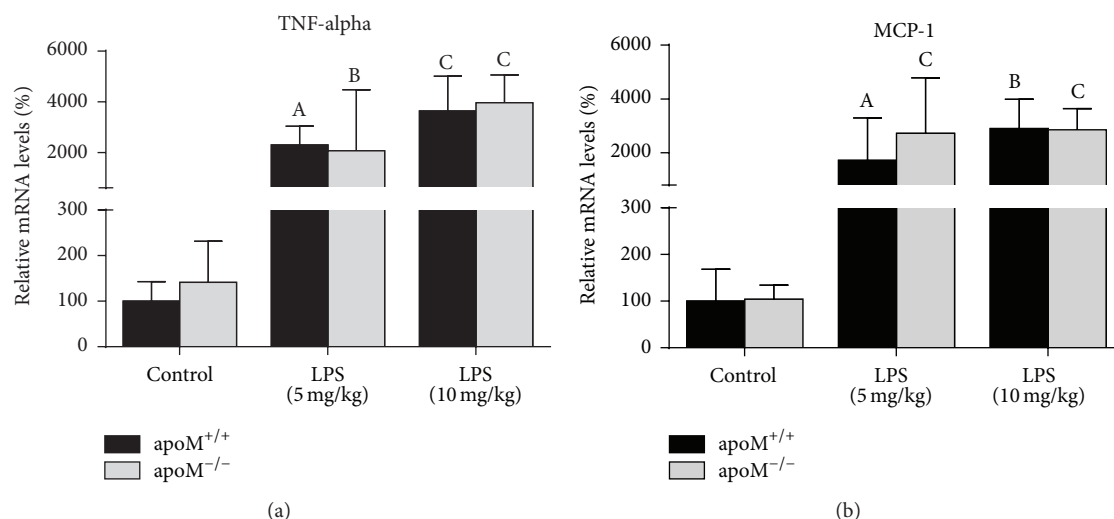 TNF-alpha
Relative mRNA levels (%)
6000
4000
2000
300
200
100
0
A
B
C
C
Control
LPS
(5 mg/kg)
LPS
(10 mg/kg)
apoM+/+
apoM−/−
(a)
MCP-1
Relative mRNA levels (%)
6000
4000
2000
300
200
100
0
A
C
B
C
Control
LPS
(5 mg/kg)
LPS
(10 mg/kg)
apoM+/+
apoM−/−
(b)